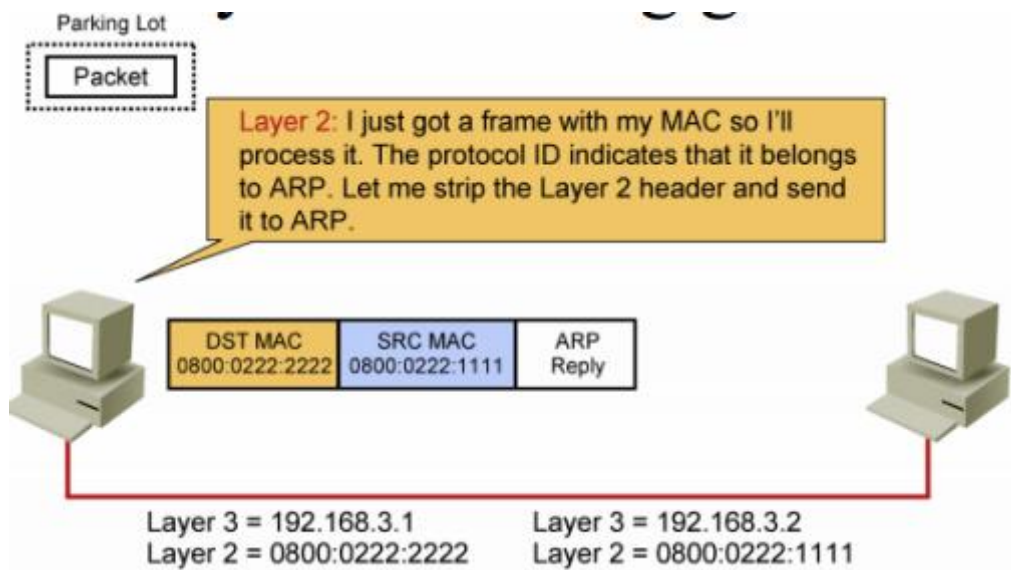 Parking Lot
Packet
Layer 2: I just got a frame with my MAC so I'll
process it. The protocol ID indicates that it belongs
to ARP. Let me strip the Layer 2 header and send
it to ARP.
DST MAC
0800:0222:2222
SRC MAC
0800:0222:1111
ARP
Reply
Layer 3 = 192.168.3.1
Layer 2 = 0800:0222:2222
Layer 3 = 192.168.3.2
Layer 2 = 0800:0222:1111